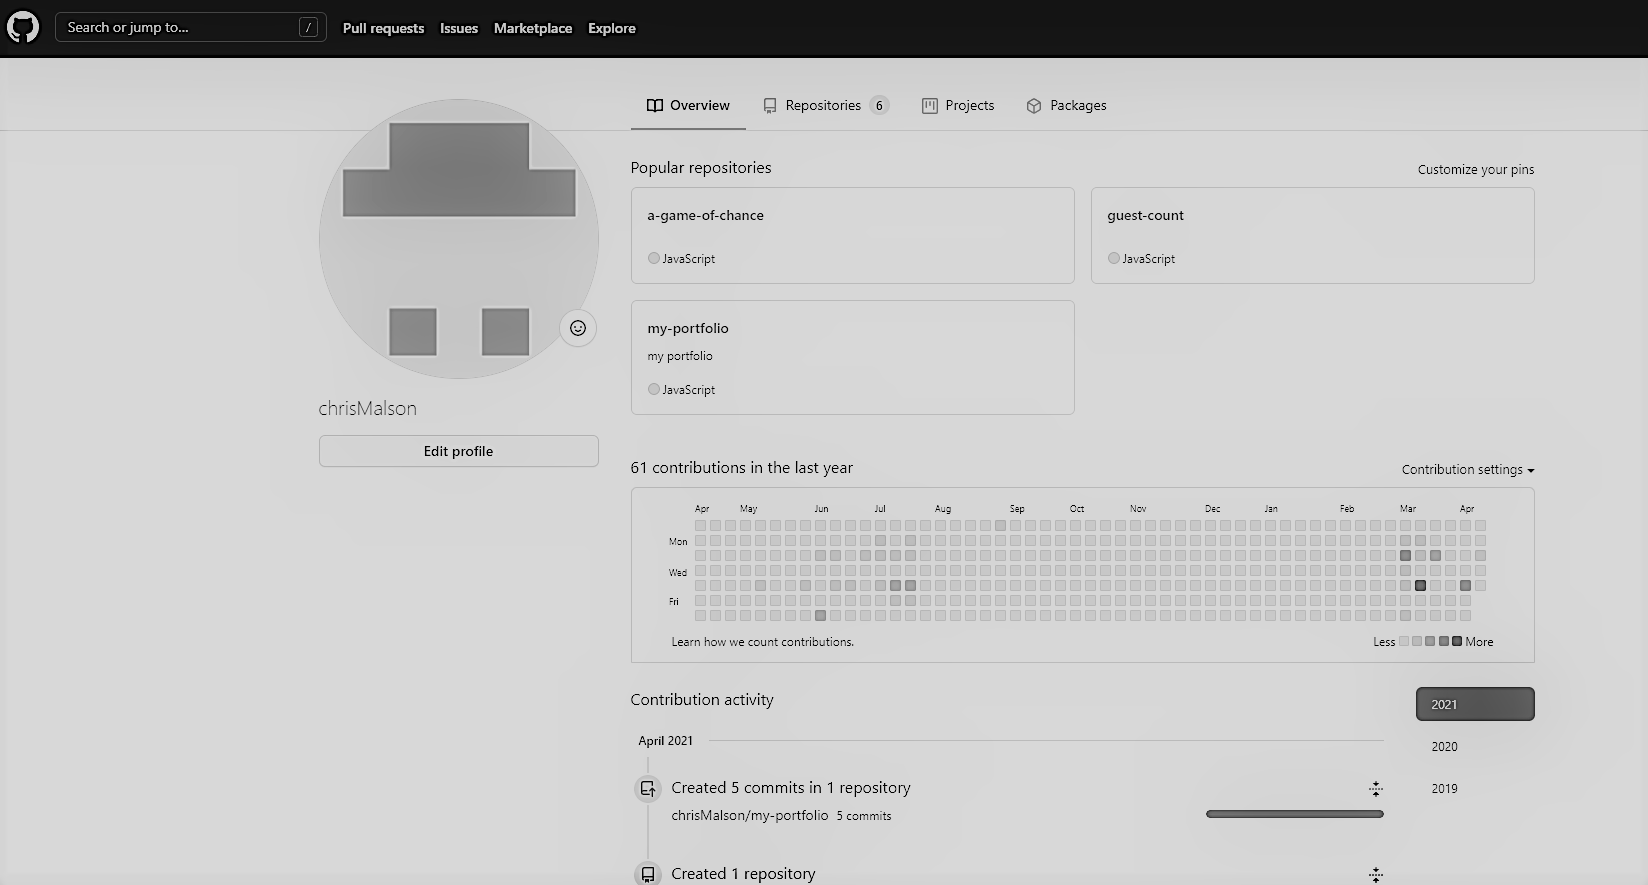 Search or jump to... /
Pull requests Issues Marketplace Explore
Overview Repositories 6 Projects Packages
chrisMalson
Edit profile
Popular repositories
Customize your pins
a-game-of-chance
JavaScript
guest-count
JavaScript
my-portfolio
my portfolio
JavaScript
61 contributions in the last year
Contribution settings
Apr May Jun Jul Aug Sep Oct Nov Dec Jan Feb Mar Apr
Mon
Wed
Fri
Learn how we count contributions.
Less More
Contribution activity
2021
2020
2019
April 2021
Created 5 commits in 1 repository
chrisMalson/my-portfolio 5 commits
Created 1 repository